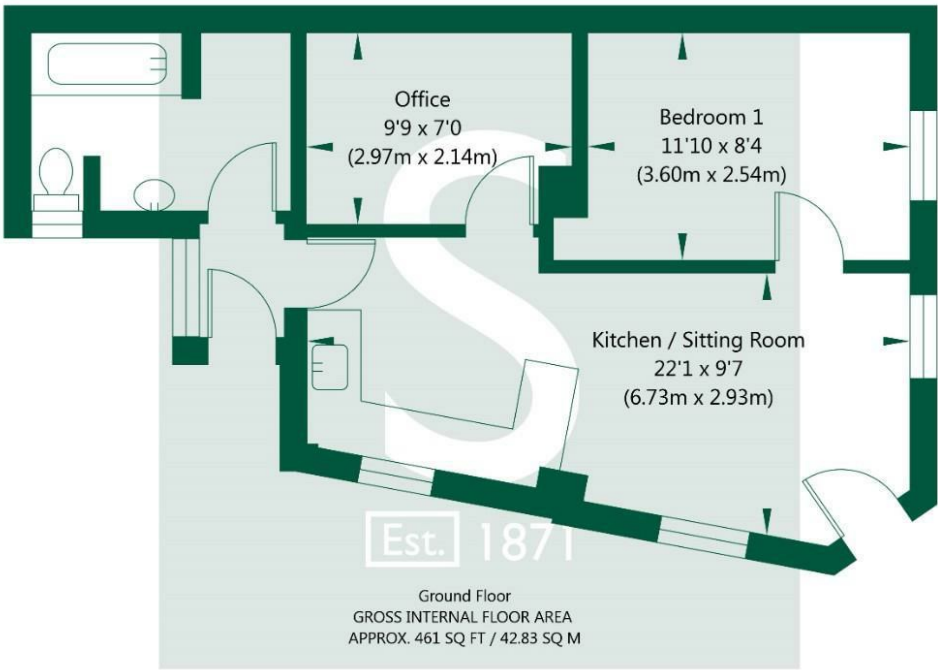 Office
9'9 x 7'0
(2.97m x 2.14m)
Bedroom 1
11'10 x 8'4
(3.60m x 2.54m)
Kitchen / Sitting Room
22'1 x 9'7
(6.73m x 2.93m)
S
Est. 1871
Ground Floor
GROSS INTERNAL FLOOR AREA
APPROX. 461 SQ FT / 42.83 SQ M